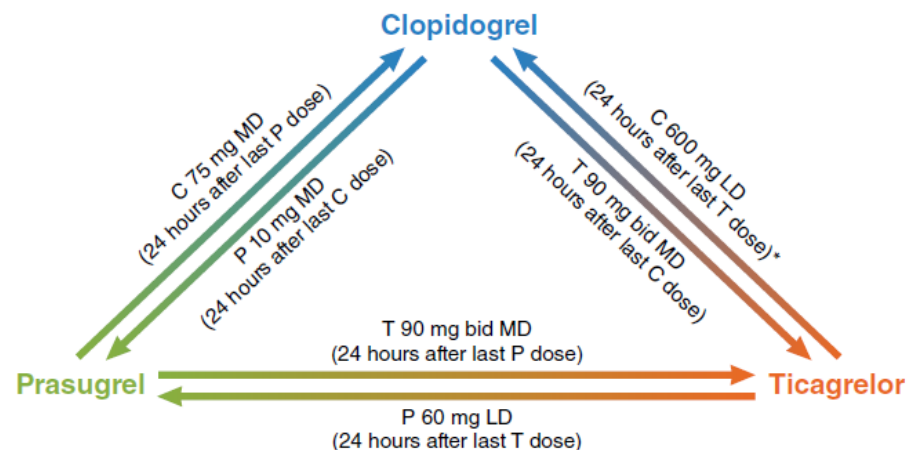 Clopidogrel
C 75 mg MD
(24 hours after last P dose)
P 10 mg MD
(24 hours after last C dose)
C 600 mg LD
(24 hours after last T dose)*
T 90 mg bid MD
(24 hours after last C dose)
T 90 mg bid MD
(24 hours after last P dose)
Prasugrel
Ticagrelor
P 60 mg LD
(24 hours after last T dose)